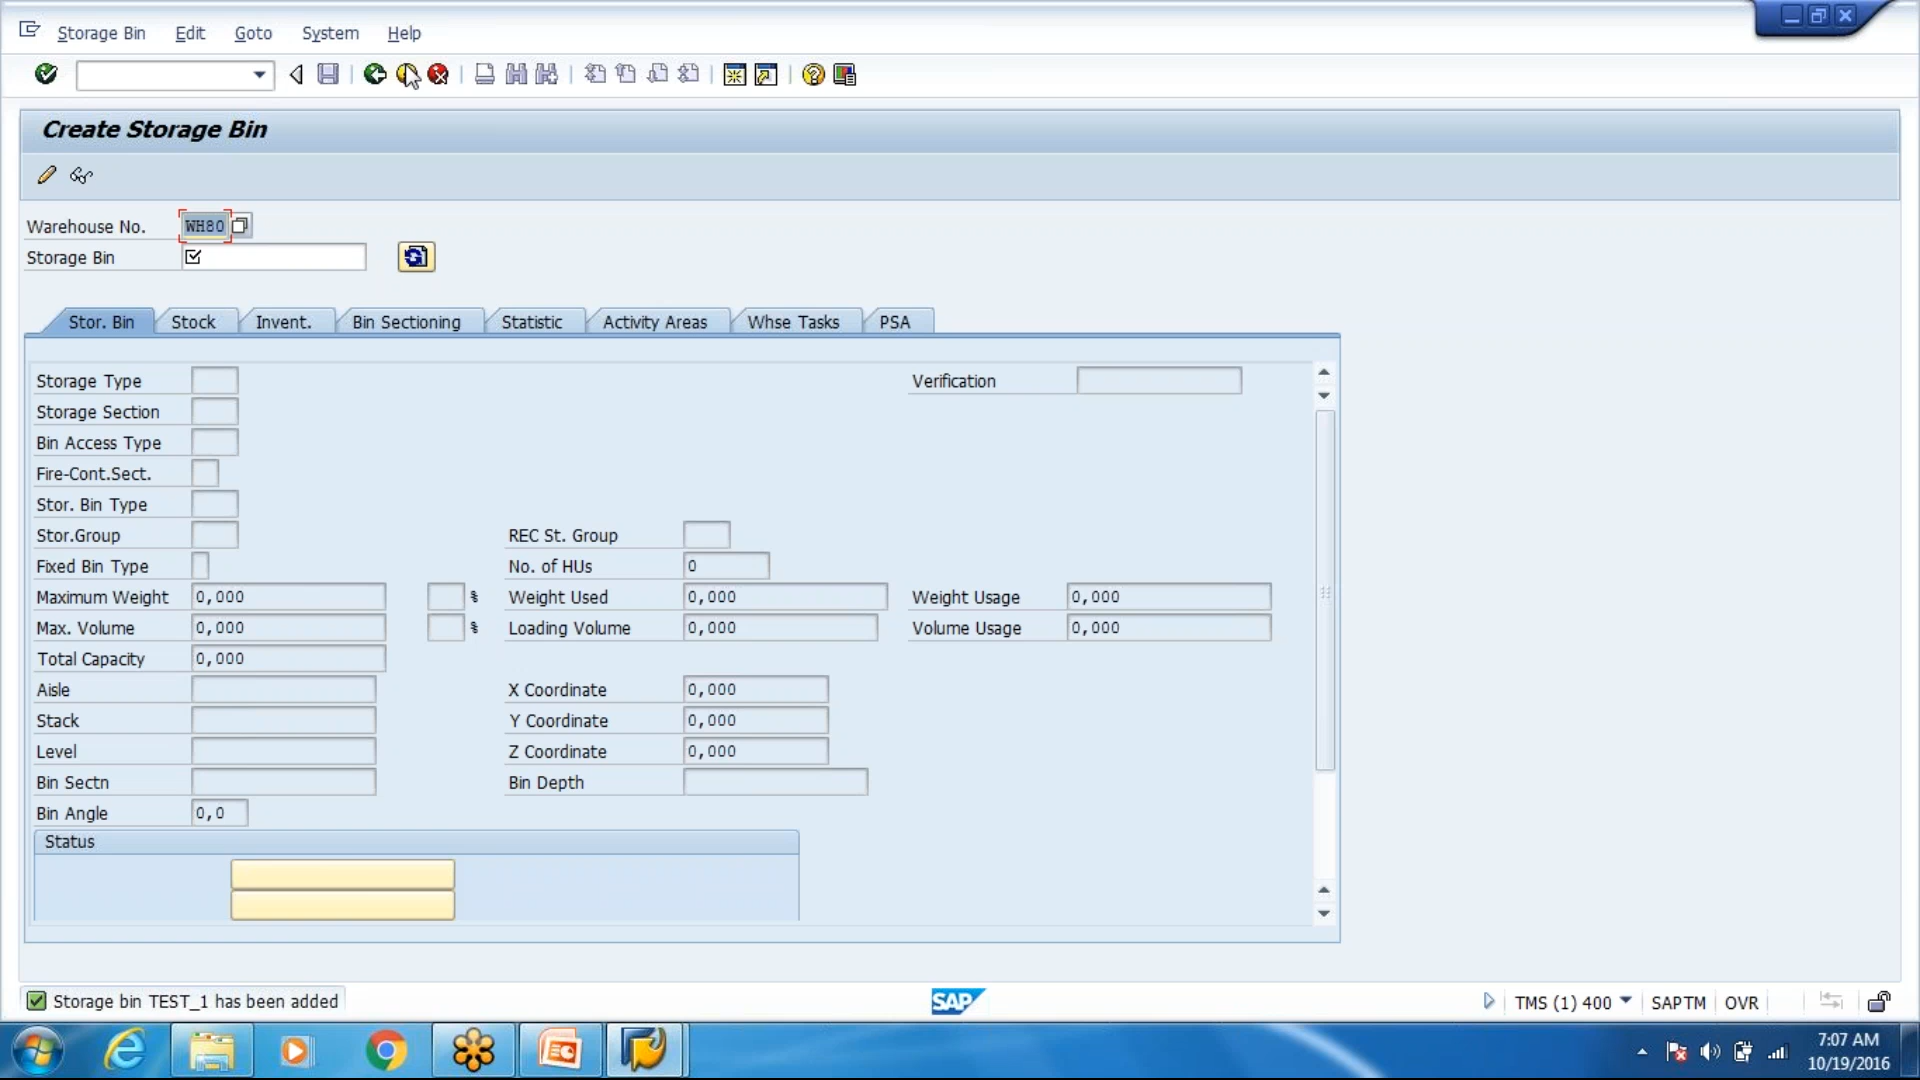 Storage Bin Edit Goto System Help
Create Storage Bin
Warehouse No. WH80
Storage Bin
Stor. Bin Stock Invent. Bin Sectioning Statistic Activity Areas Whse Tasks PSA
Storage Type Verification
Storage Section
Bin Access Type
Fire-Cont.Sect.
Stor. Bin Type
Stor.Group REC St. Group
Fixed Bin Type No. of HUs 0
Maximum Weight 0,000 % Weight Used 0,000 Weight Usage 0,000
Max. Volume 0,000 % Loading Volume 0,000 Volume Usage 0,000
Total Capacity 0,000
Aisle X Coordinate 0,000
Stack Y Coordinate 0,000
Level Z Coordinate 0,000
Bin Sectn Bin Depth
Bin Angle 0,0
Status
Storage bin TEST_1 has been added SAP TMS (1) 400 SAPTM OVR
7:07 AM
10/19/2016